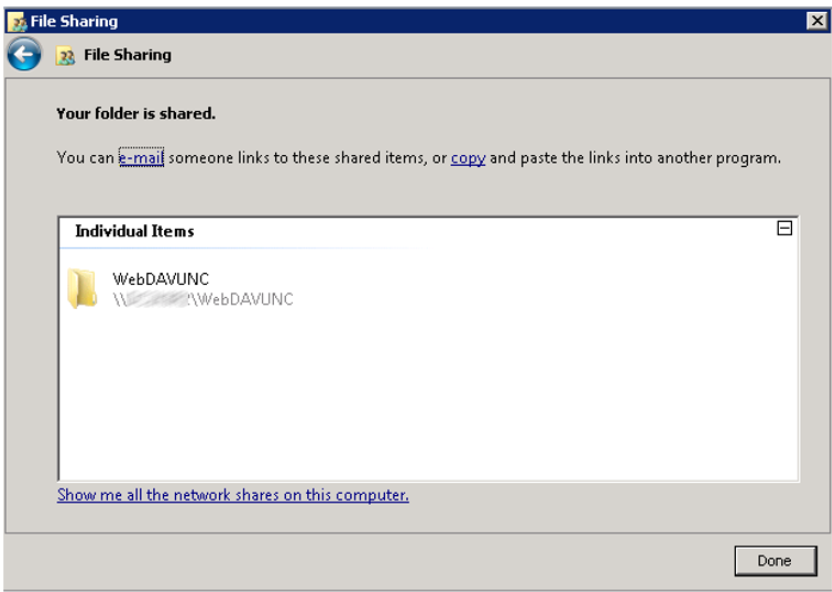 File Sharing
File Sharing
Your folder is shared.
You can e-mail someone links to these shared items, or copy and paste the links into another program.
Individual Items
WebDAVUNC
\\ \WebDAVUNC
Show me all the network shares on this computer.
Done